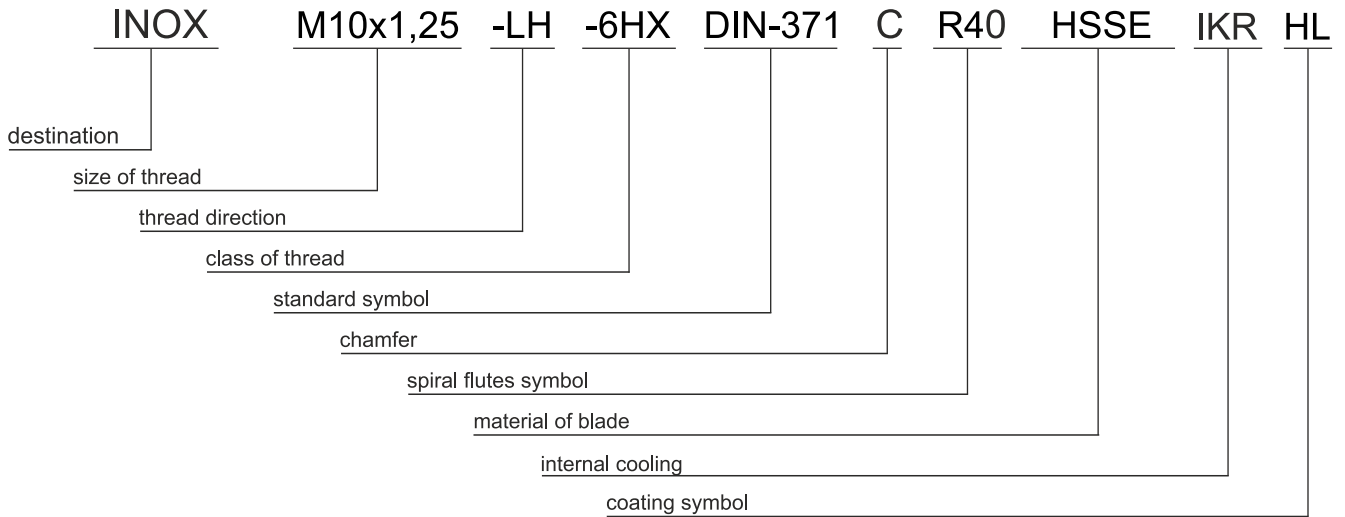 INOX M10x1,25 -LH -6HX DIN-371 C R40 HSSE IKR HL
destination
size of thread
thread direction
class of thread
standard symbol
chamfer
spiral flutes symbol
material of blade
internal cooling
coating symbol